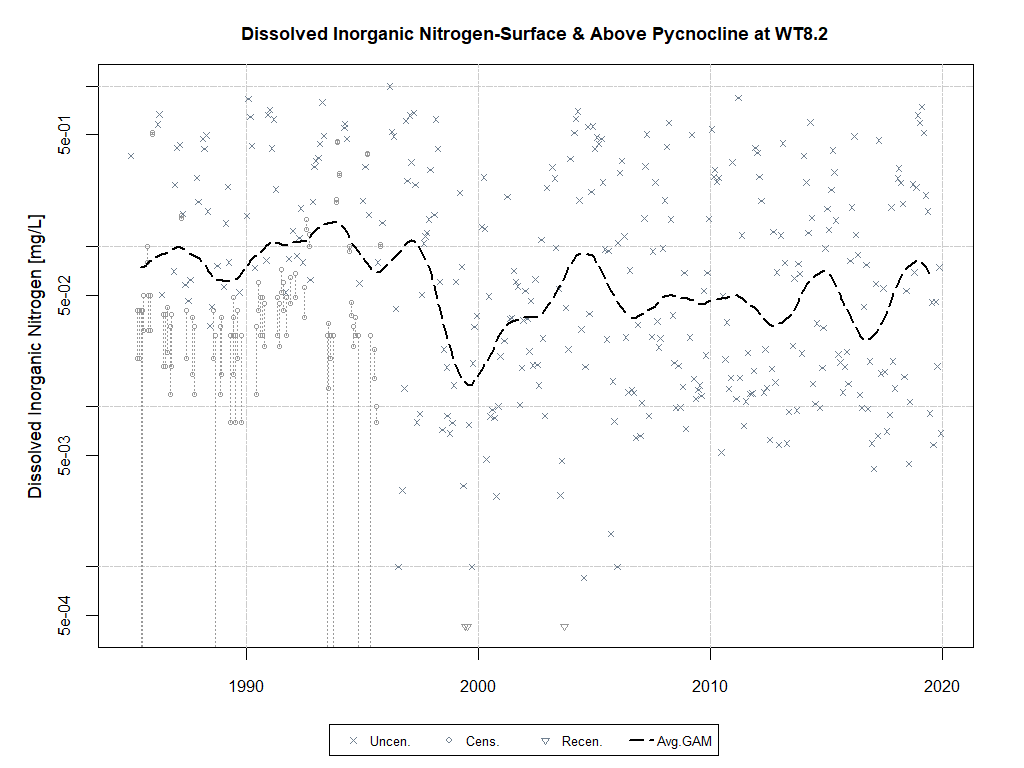 Dissolved Inorganic Nitrogen-Surface & Above Pycnocline at WT8.2
Dissolved Inorganic Nitrogen [mg/L]
5e-01
5e-02
5e-03
5e-04
1990 2000 2010 2020
Uncen. Cens. Recen. Avg.GAM